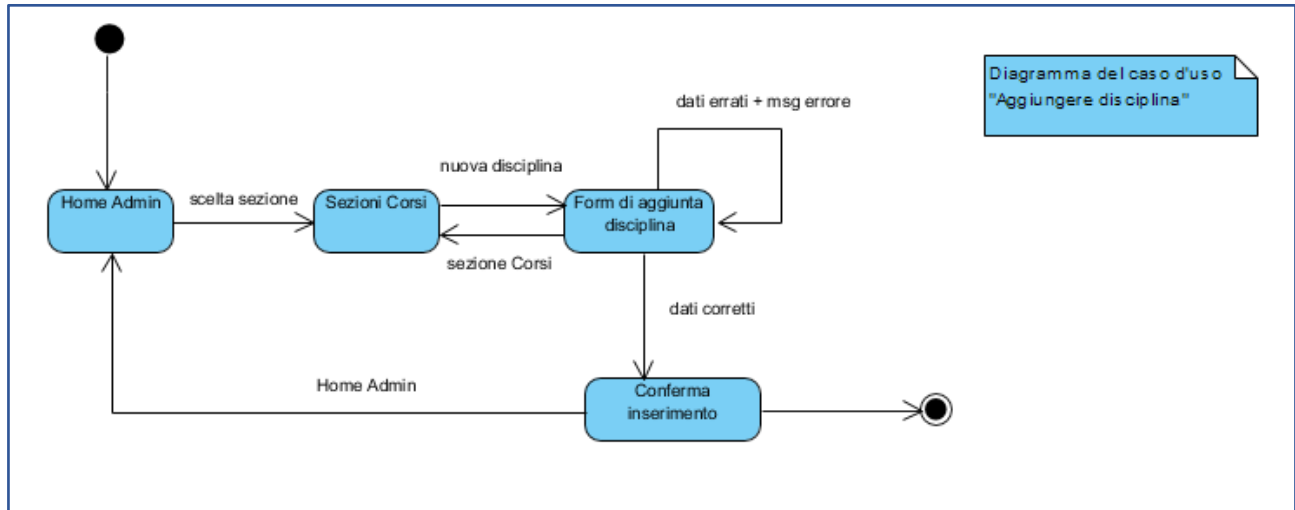 Diagramma del caso d'uso
"Aggiungere disciplina"
dati errati + msg errore
nuova disciplina
Home Admin
scelta sezione
Sezioni Corsi
Form di aggiunta
disciplina
sezione Corsi
dati corretti
Home Admin
Conferma
inserimento